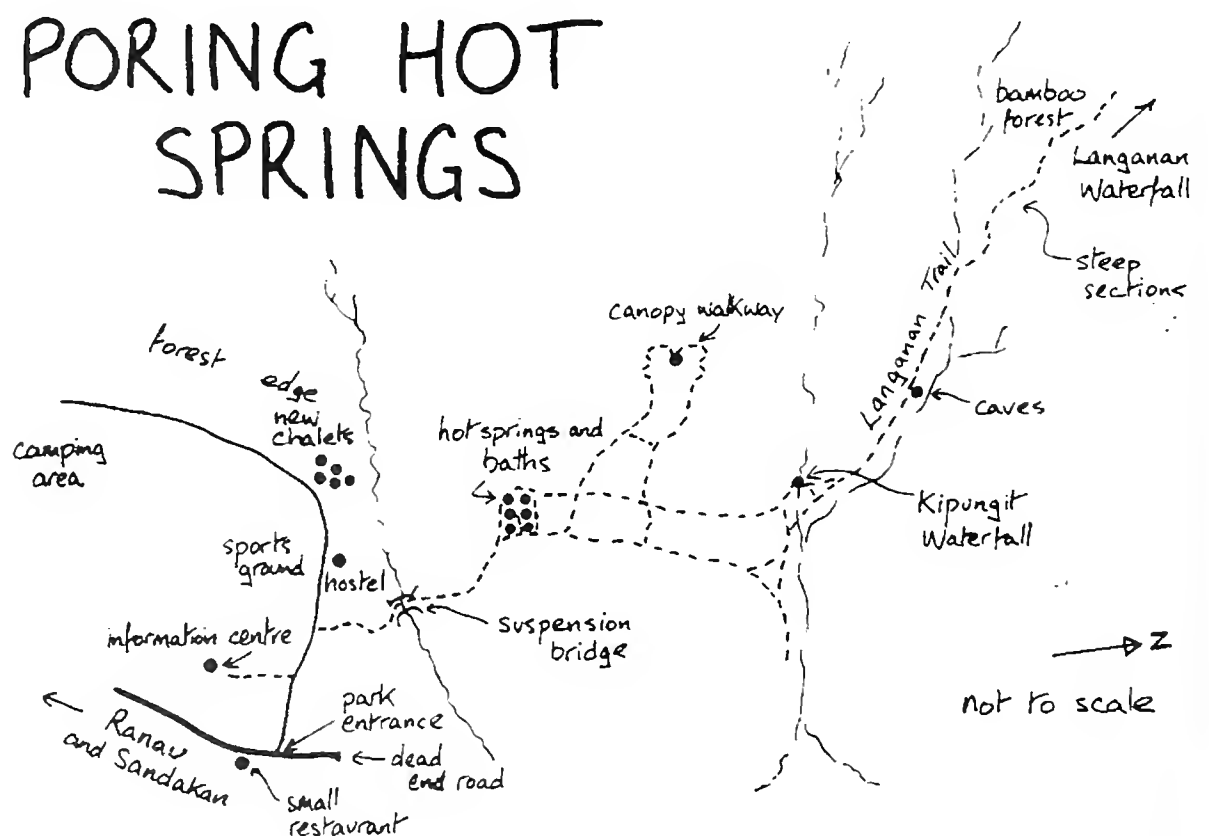 PORING HOT
SPRINGS
bamboo
forest
Langanan
Waterfall
steep
sections
Langanan Trail
canopy walkway
forest
edge
new
chalets
camping
area
hot springs and
baths
caves
Kipungit
Waterfall
sports
ground
hostel
information centre
suspension
bridge
park
entrance
Ranau
and Sandakan
dead
end road
small
restaurant
N
not to scale